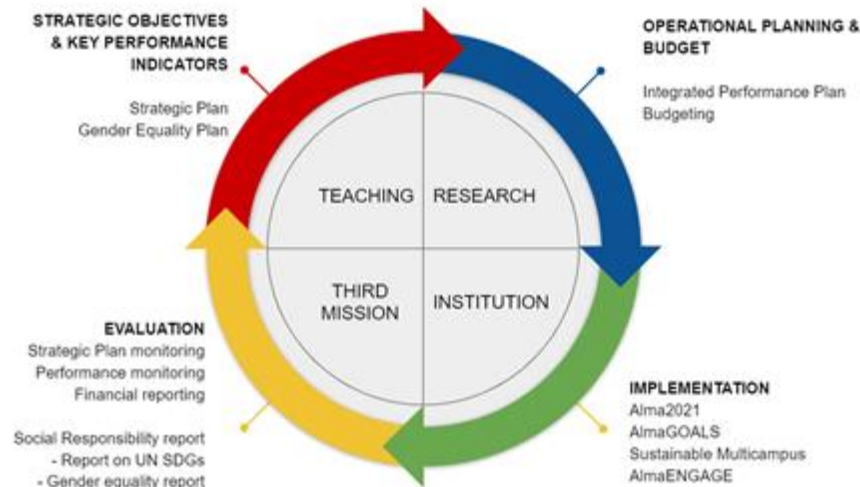 STRATEGIC OBJECTIVES
& KEY PERFORMANCE
INDICATORS
Strategic Plan
Gender Equality Plan
OPERATIONAL PLANNING &
BUDGET
Integrated Performance Plan
Budgeting
TEACHING
RESEARCH
THIRD
MISSION
INSTITUTION
EVALUATION
Strategic Plan monitoring
Performance monitoring
Financial reporting
Social Responsibility report
- Report on UN SDGs
- Gender equality report
IMPLEMENTATION
Alma2021
AlmaGOALS
Sustainable Multicampus
AlmaENGAGE